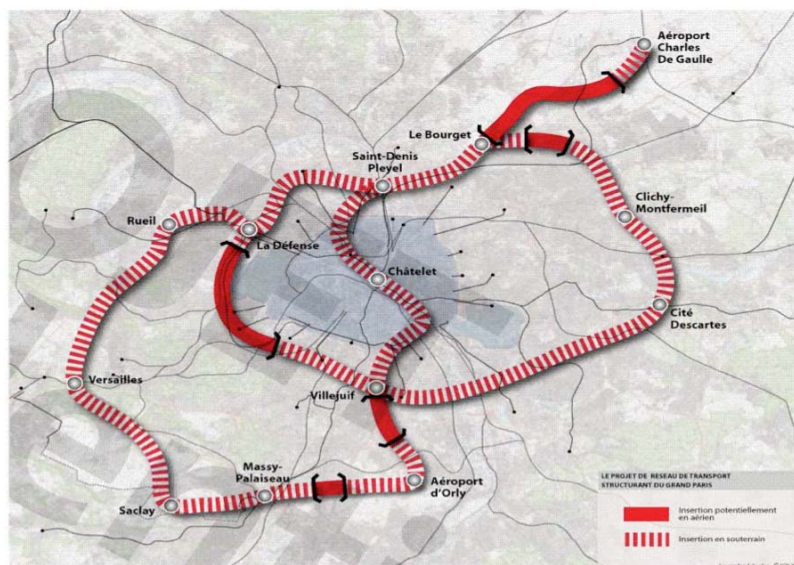 Aéroport
Charles
De Gaulle
Le Bourget
Saint-Denis
Pleyel
Clichy-
Montfermeil
Rueil
La Défense
Châtelet
Cité
Descartes
Versailles
Villejuif
Massy-
Palaiseau
Aéroport
d'Orly
Saclay
LE PROJET DE RESEAU DE TRANSPORT
STRUCTURANT DU GRAND PARIS
Insertion potentiellement
en aérien
Insertion en souterrain